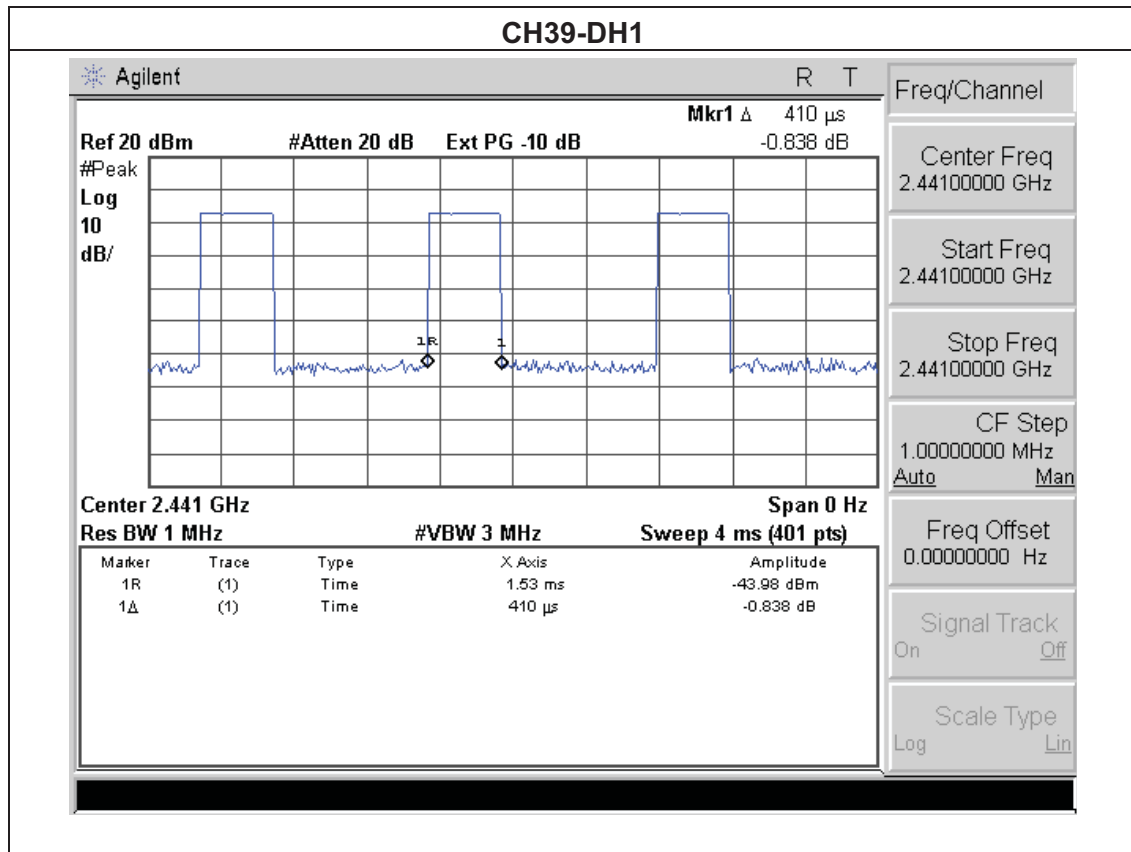 CH39-DH1
Agilent R T
Mkr1 Δ 410 µs
Ref 20 dBm #Atten 20 dB Ext PG -10 dB -0.838 dB
#Peak
Log
10
dB/
1R 1
Center 2.441 GHz Span 0 Hz
Res BW 1 MHz #VBW 3 MHz Sweep 4 ms (401 pts)
Marker Trace Type X Axis Amplitude
1R (1) Time 1.53 ms -43.98 dBm
1Δ (1) Time 410 µs -0.838 dB
Freq/Channel
Center Freq
2.44100000 GHz
Start Freq
2.44100000 GHz
Stop Freq
2.44100000 GHz
CF Step
1.00000000 MHz
Auto Man
Freq Offset
0.00000000 Hz
Signal Track
On Off
Scale Type
Log Lin